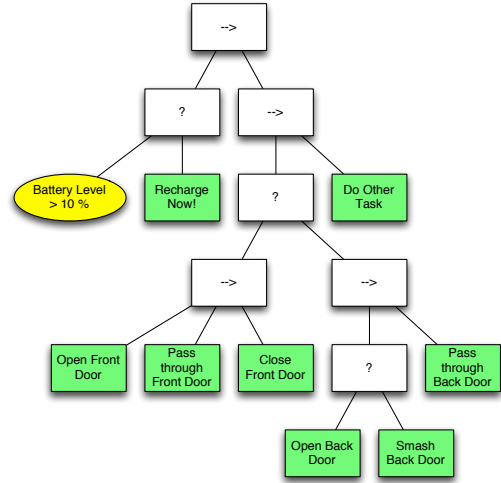 -->
?
-->
Battery Level
> 10 %
Recharge
Now!
?
Do Other
Task
-->
-->
Open Front
Door
Pass
through
Front Door
Close
Front Door
?
Pass
through
Back Door
Open Back
Door
Smash
Back Door